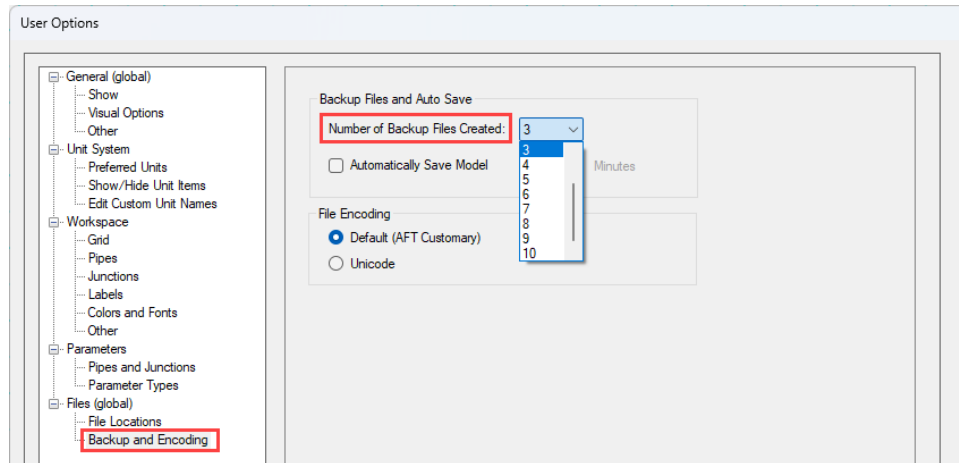 User Options
General (global)
Show
Visual Options
Other
Unit System
Preferred Units
Show/Hide Unit Items
Edit Custom Unit Names
Workspace
Grid
Pipes
Junctions
Labels
Colors and Fonts
Other
Parameters
Pipes and Junctions
Parameter Types
Files (global)
File Locations
Backup and Encoding
Backup Files and Auto Save
Number of Backup Files Created: 3
3
4
5
6
7
8
9
10
Automatically Save Model Minutes
File Encoding
Default (AFT Customary)
Unicode